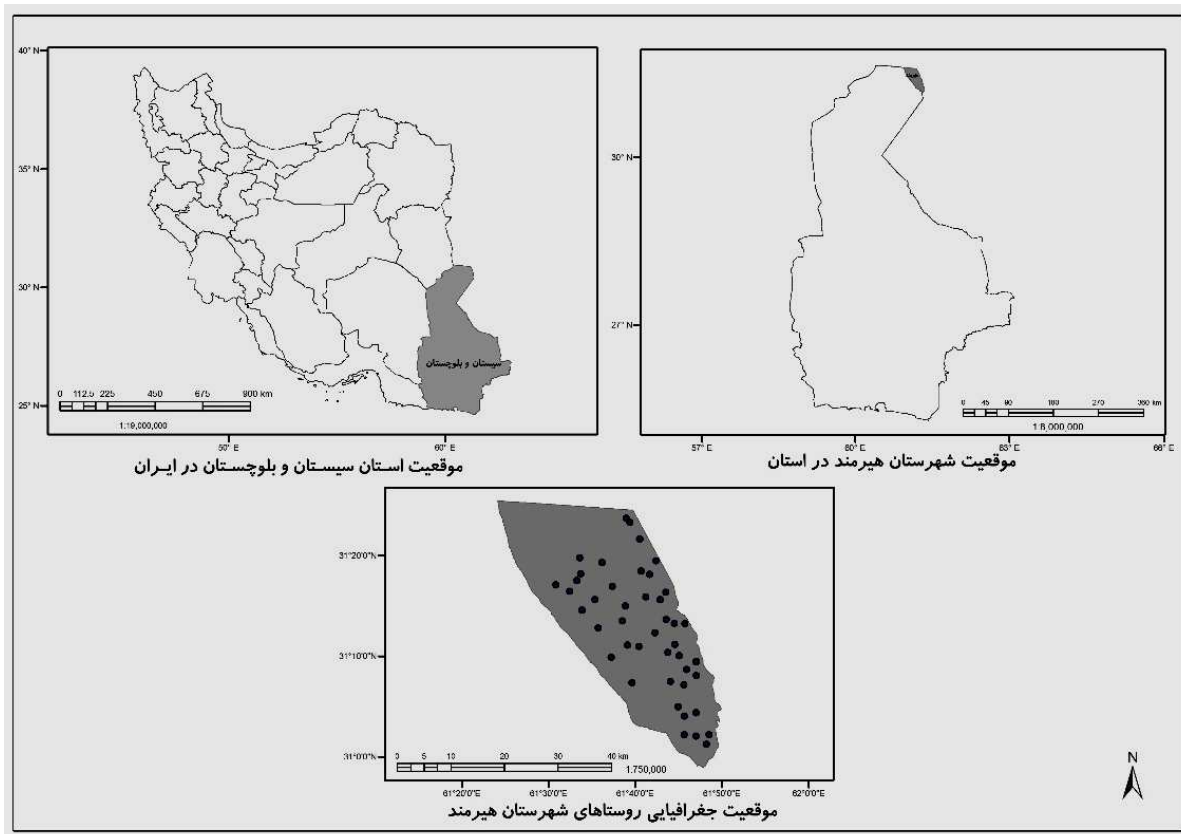 40° N
35° N
30° N
25° N
سیستان و بلوچستان
0 112.5 225 450 675 900 km
1:19,000,000
50° E 60° E
موقعیت استان سیستان و بلوچستان در ایران
30° N
27° N
0 45 90 180 270 360 km
1:8,000,000
57° E 60° E 63° E 66° E
موقعیت شهرستان هیرمند در استان
31°20'0"N
31°10'0"N
31°0'0"N
0 5 10 20 30 40 km
1:750,000
61°20'0"E 61°30'0"E 61°40'0"E 61°50'0"E 62°0'0"E
موقعیت جغرافیایی روستاهای شهرستان هیرمند
N